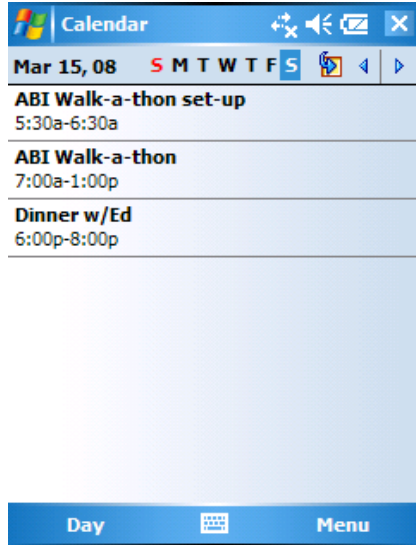 Calendar
Mar 15, 08 S M T W T F S
ABI Walk-a-thon set-up
5:30a-6:30a
ABI Walk-a-thon
7:00a-1:00p
Dinner w/Ed
6:00p-8:00p
Day Menu